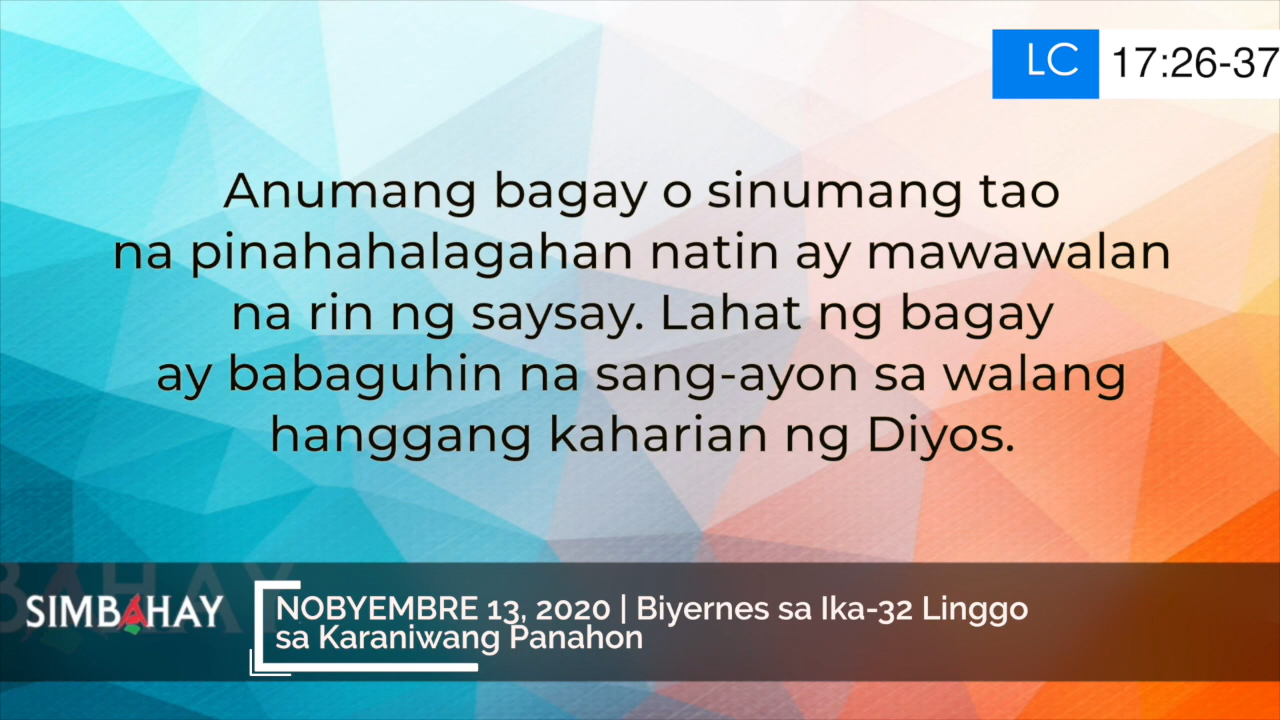 LC 17:26-37
Anumang bagay o sinumang tao
na pinahahalagahan natin ay mawawalan
na rin ng saysay. Lahat ng bagay
ay babaguhin na sang-ayon sa walang
hanggang kaharian ng Diyos.
SIMBAHAY
NOBYEMBRE 13, 2020 | Biyernes sa Ika-32 Linggo
sa Karaniwang Panahon